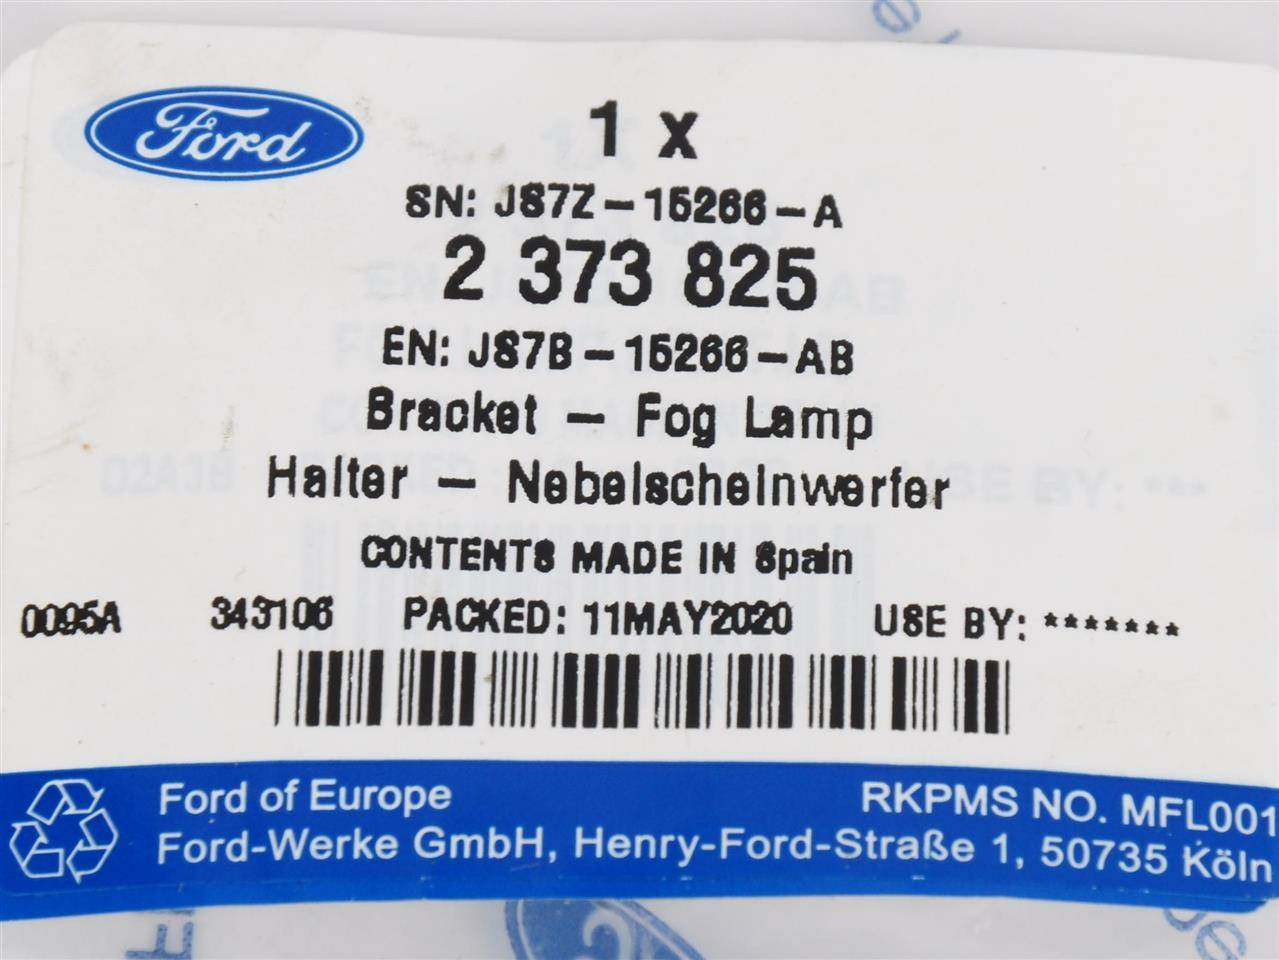 Ford
1 x
SN: JS7Z-15266-A
2 373 825
EN: JS7B-15266-AB
Bracket - Fog Lamp
Halter - Nebelscheinwerfer
CONTENTS MADE IN Spain
0095A 343106 PACKED: 11MAY2020 USE BY: *******
Ford of Europe RKPMS NO. MFL001
Ford-Werke GmbH, Henry-Ford-Straße 1, 50735 Köln